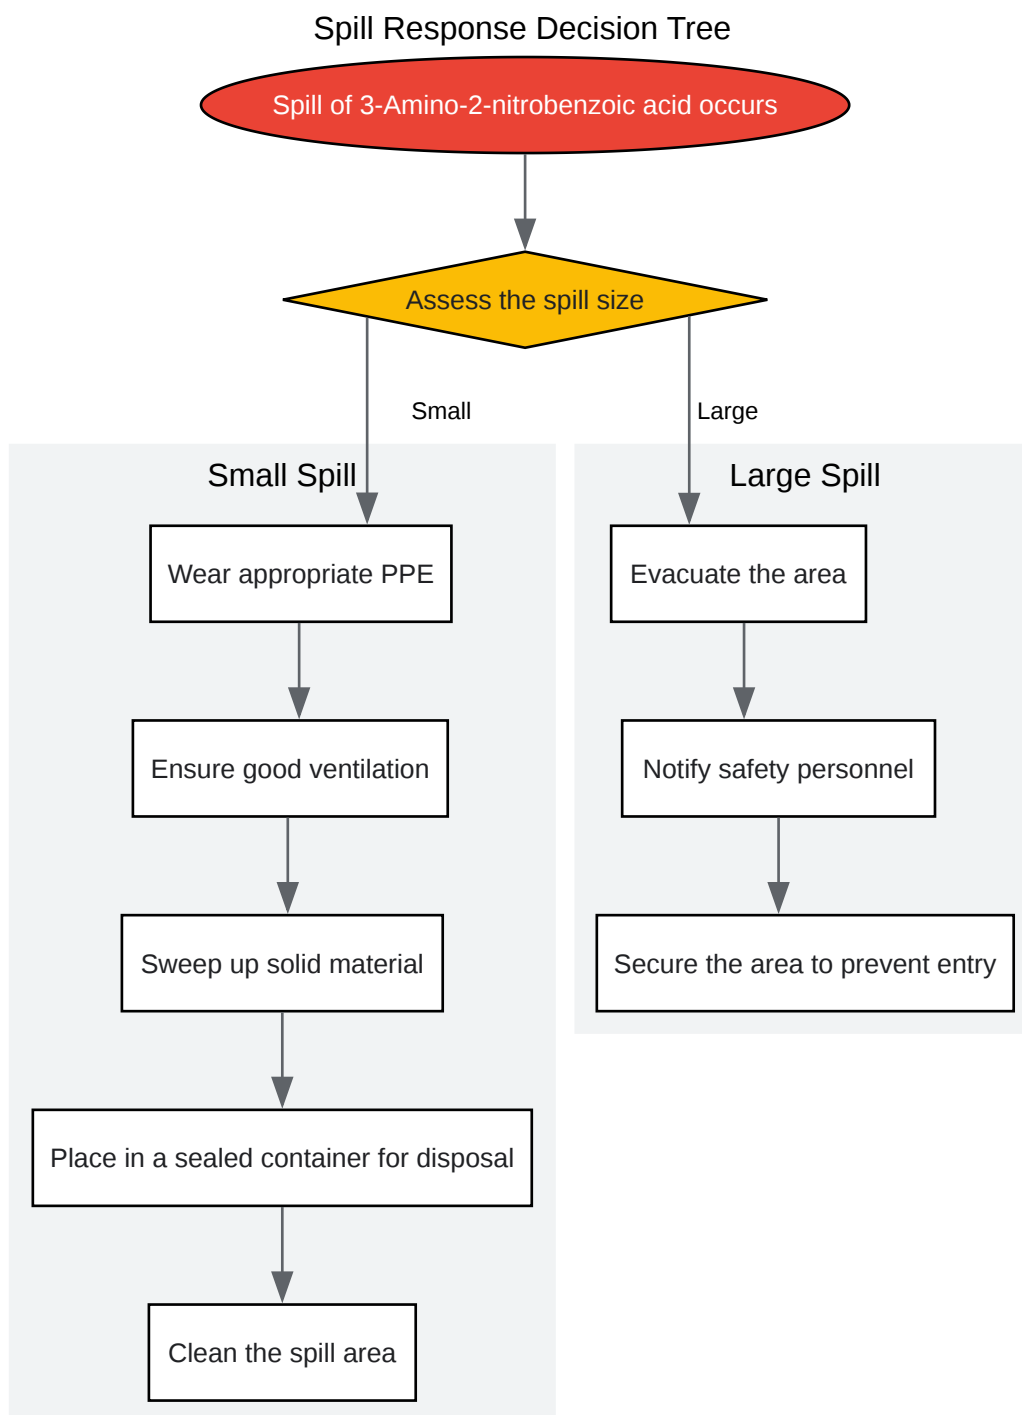 Spill Response Decision Tree
Spill of 3-Amino-2-nitrobenzoic acid occurs
Assess the spill size
Small
Large
Small Spill
Wear appropriate PPE
Ensure good ventilation
Sweep up solid material
Place in a sealed container for disposal
Clean the spill area
Large Spill
Evacuate the area
Notify safety personnel
Secure the area to prevent entry